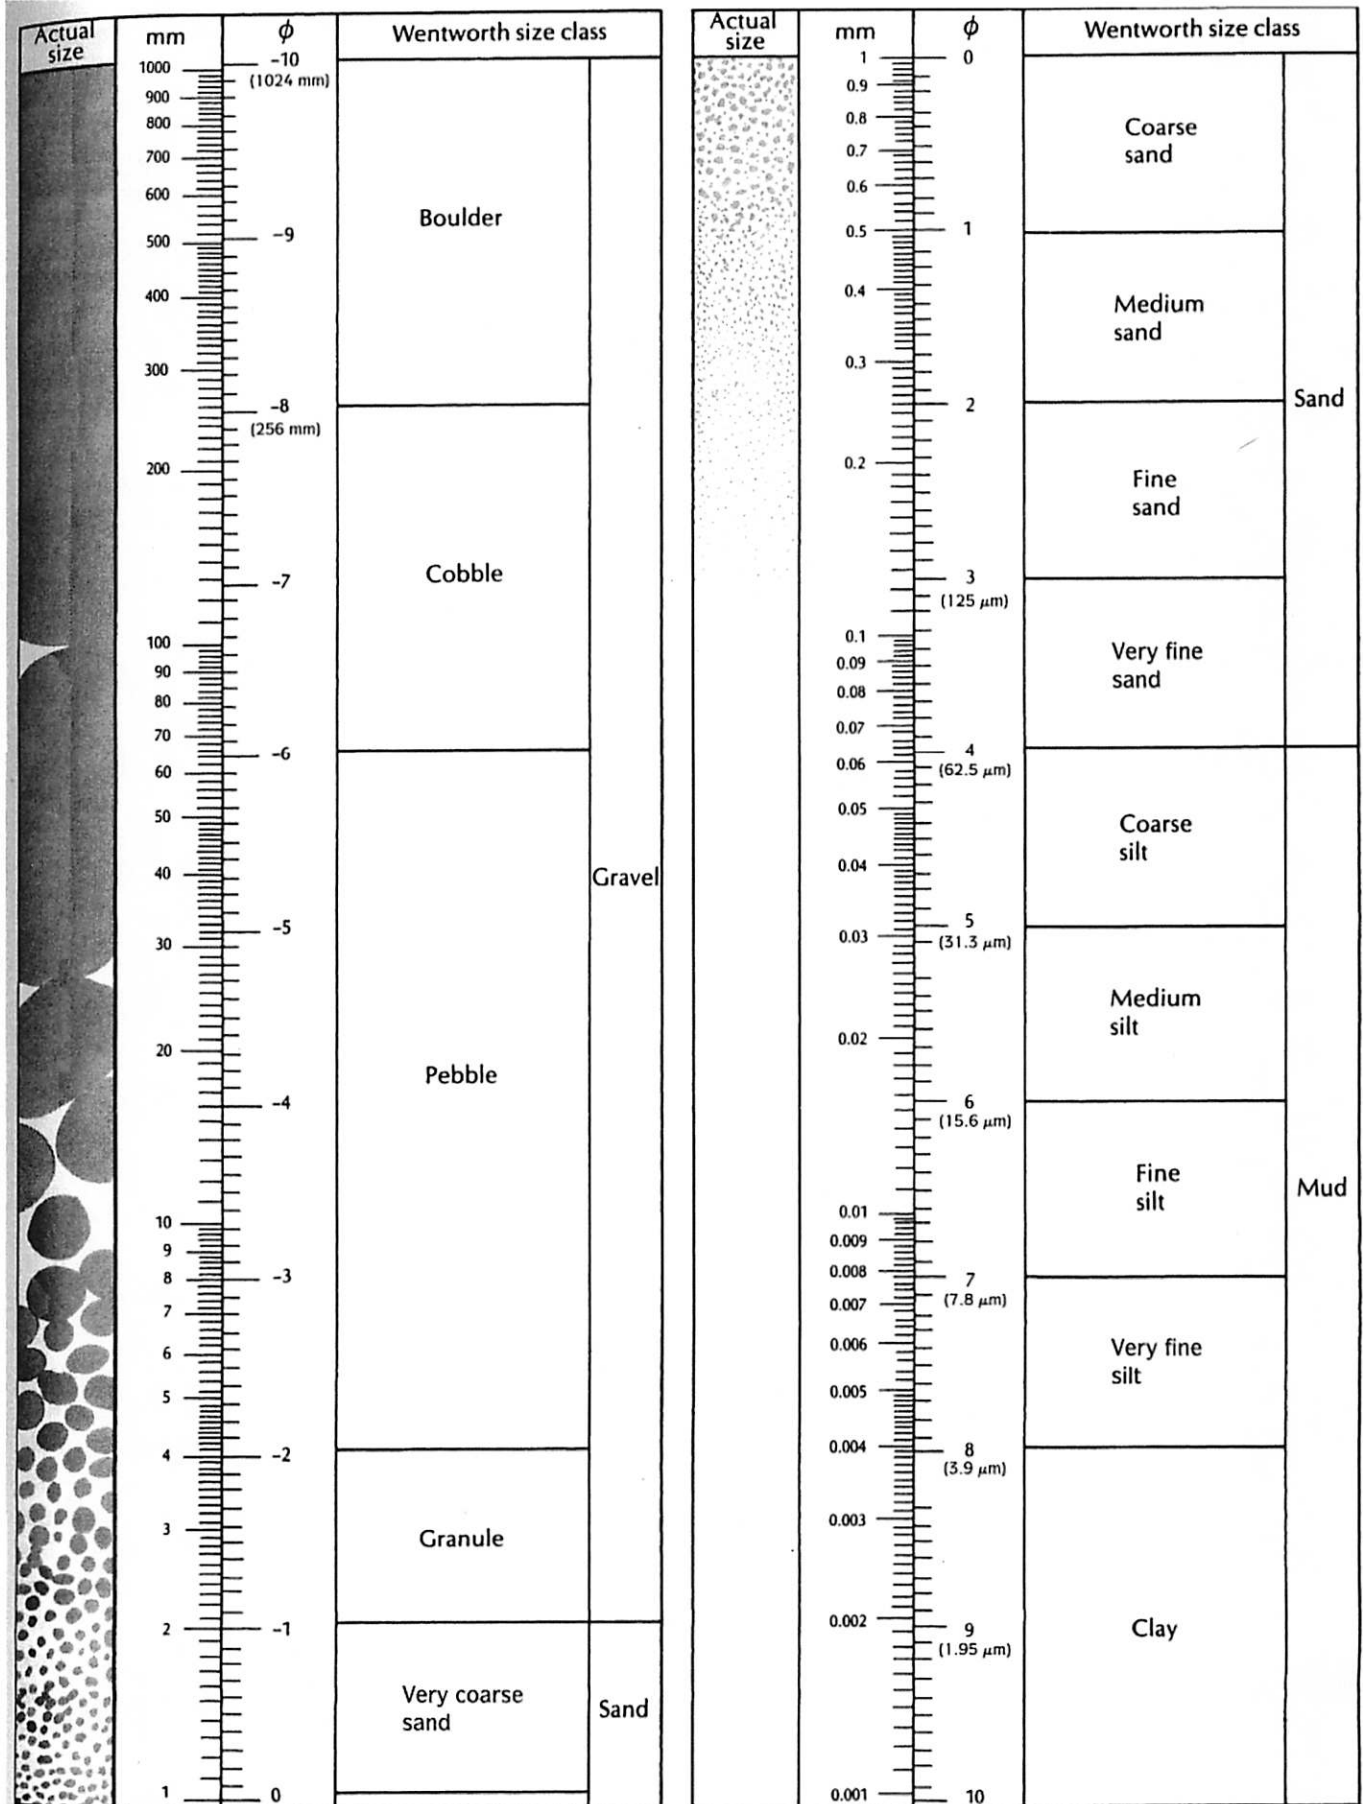 Actual
size
mm
ϕ
Wentworth size class
1000
900
800
700
600
500
400
300
200
100
90
80
70
60
50
40
30
20
10
9
8
7
6
5
4
3
2
1
–10
(1024 mm)
–9
–8
(256 mm)
–7
–6
–5
–4
–3
–2
–1
0
Boulder
Cobble
Pebble
Granule
Very coarse
sand
Gravel
Sand
Actual
size
mm
ϕ
Wentworth size class
1
0.9
0.8
0.7
0.6
0.5
0.4
0.3
0.2
0.1
0.09
0.08
0.07
0.06
0.05
0.04
0.03
0.02
0.01
0.009
0.008
0.007
0.006
0.005
0.004
0.003
0.002
0.001
0
1
2
3
(125 μm)
4
(62.5 μm)
5
(31.3 μm)
6
(15.6 μm)
7
(7.8 μm)
8
(3.9 μm)
9
(1.95 μm)
10
Coarse
sand
Medium
sand
Fine
sand
Very fine
sand
Coarse
silt
Medium
silt
Fine
silt
Very fine
silt
Clay
Sand
Mud